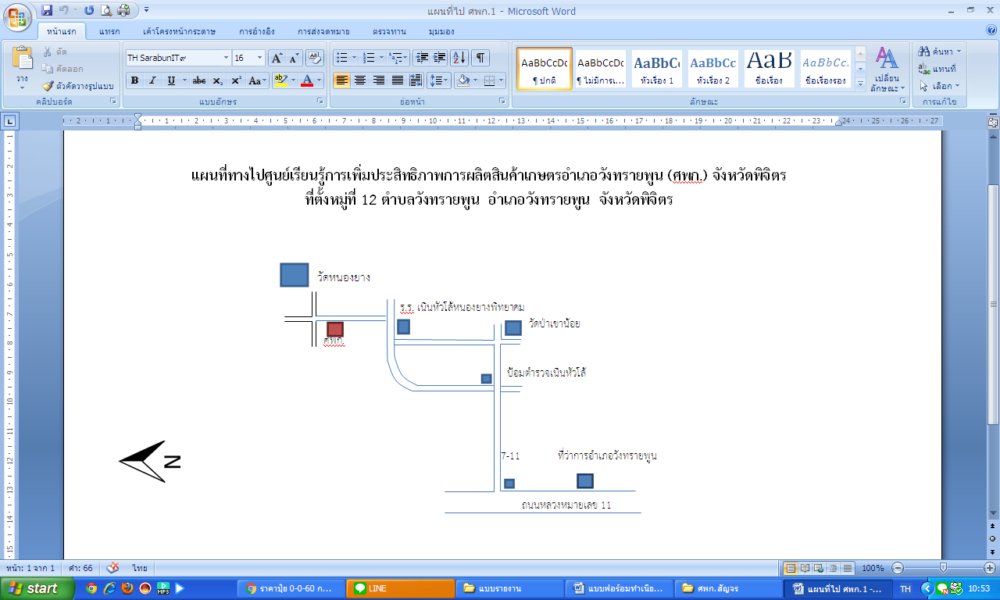 แผนที่ไป ศพก.1 - Microsoft Word
หน้าแรก แทรก เค้าโครงหน้ากระดาษ การอ้างอิง การส่งจดหมาย ตรวจทาน มุมมอง
วาง
ตัด
คัดลอก
ตัวคัดวางรูปแบบ
คลิปบอร์ด
TH SarabunIT๙ 16
แบบอักษร
ย่อหน้า
AaBbCcDc AaBbCcDc AaBbCc AaBbCc AaB AaBbCc
¶ ปกติ ¶ ไม่มีการเ... หัวเรื่อง 1 หัวเรื่อง 2 ชื่อเรื่อง ชื่อเรื่องรอง
เปลี่ยนลักษณะ
ลักษณะ
ค้นหา
แทนที่
เลือก
การแก้ไข
แผนที่ทางไปศูนย์เรียนรู้การเพิ่มประสิทธิภาพการผลิตสินค้าเกษตรอำเภอวังทรายพูน (ศพก.) จังหวัดพิจิตร
ที่ตั้งหมู่ที่ 12 ตำบลวังทรายพูน อำเภอวังทรายพูน จังหวัดพิจิตร
วัดหนองยาง
ร.ร. เนินหัวโล้หนองยางพิทยาคม
วัดป่าเขาน้อย
ศพก.
ป้อมตำรวจเนินหัวโล้
N
7-11 ที่ว่าการอำเภอวังทรายพูน
ถนนหลวงหมายเลข 11
หน้า: 1 จาก 1 คำ: 66 ไทย 100%
start ราคาปุ๋ย 0-0-60 ก... LINE แบบรายงาน แบบฟอร์มทำเนีย... ศพก.สัญจร แผนที่ไป ศพก.1 -... TH 10:53